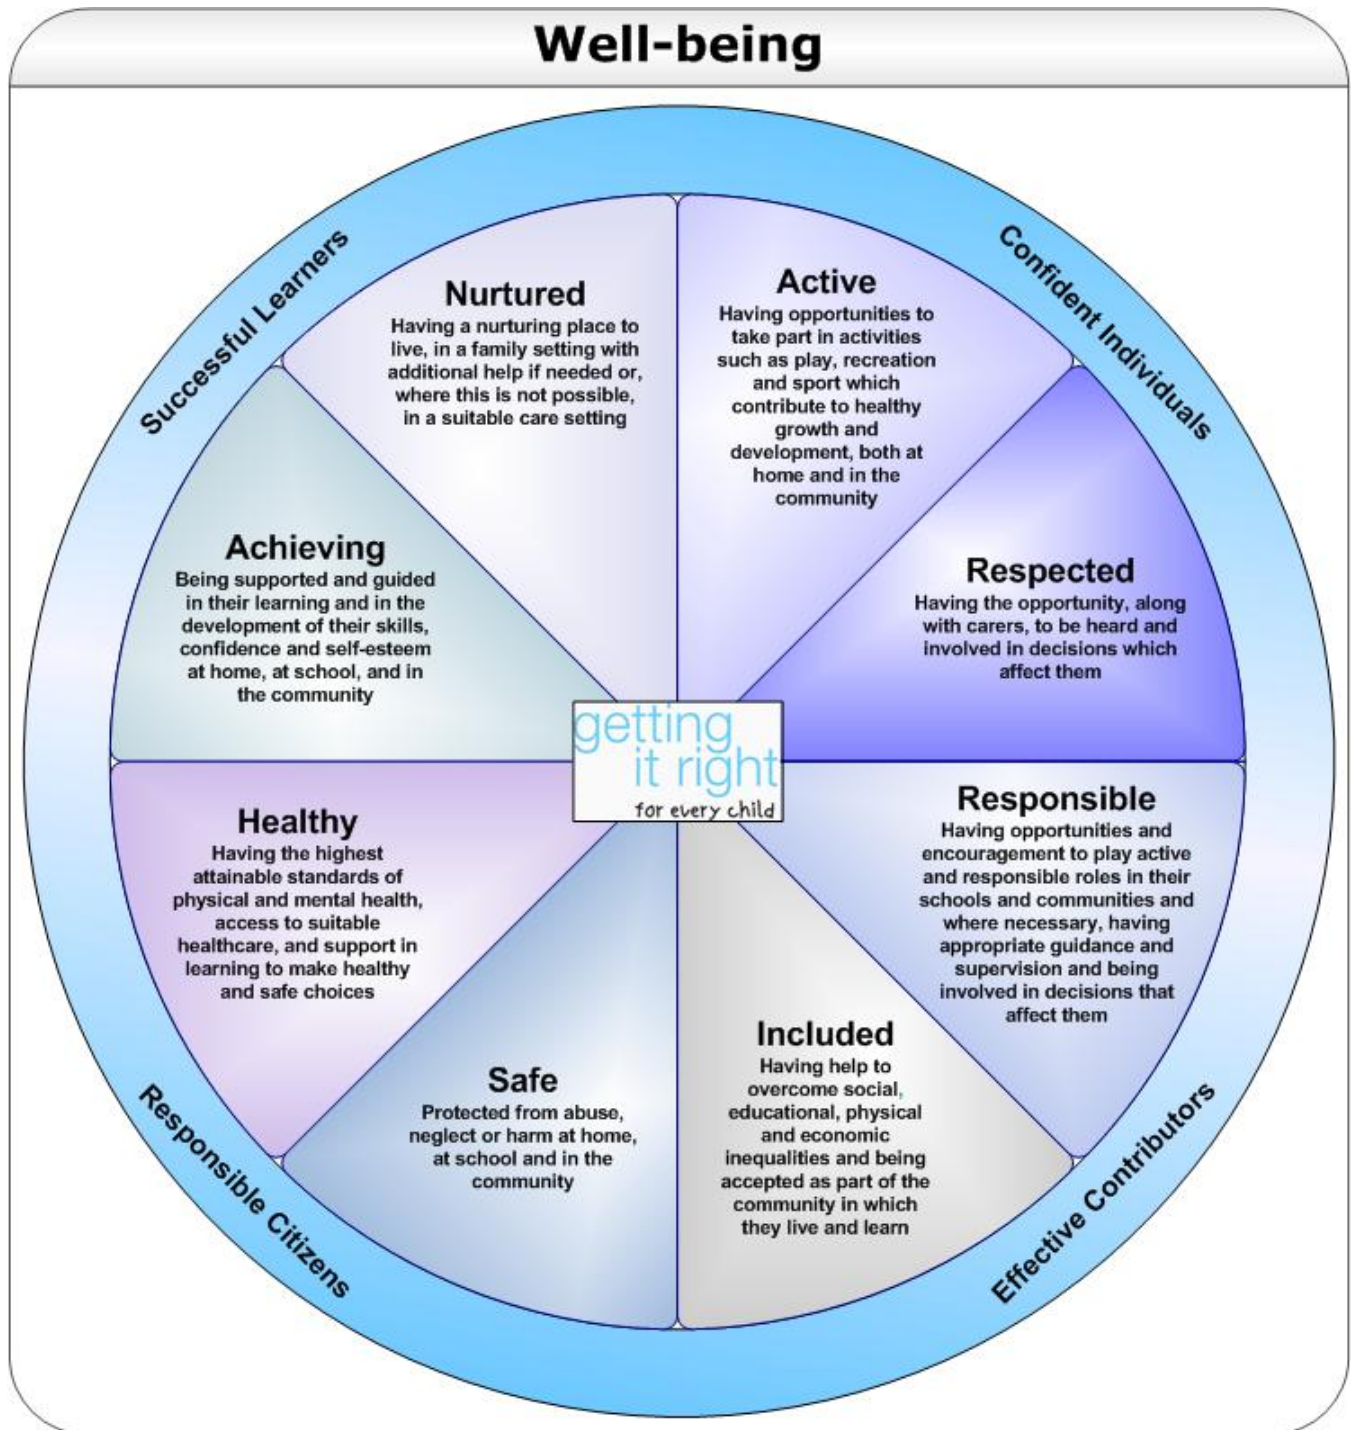 Well-being
Successful Learners
Confident Individuals
Nurtured
Having a nurturing place to
live, in a family setting with
additional help if needed or,
where this is not possible,
in a suitable care setting
Active
Having opportunities to
take part in activities
such as play, recreation
and sport which
contribute to healthy
growth and
development, both at
home and in the
community
Achieving
Being supported and guided
in their learning and in the
development of their skills,
confidence and self-esteem
at home, at school, and in
the community
Respected
Having the opportunity, along
with carers, to be heard and
involved in decisions which
affect them
getting
it right
for every child
Healthy
Having the highest
attainable standards of
physical and mental health,
access to suitable
healthcare, and support in
learning to make healthy
and safe choices
Responsible
Having opportunities and
encouragement to play active
and responsible roles in their
schools and communities and
where necessary, having
appropriate guidance and
supervision and being
involved in decisions that
affect them
Safe
Protected from abuse,
neglect or harm at home,
at school and in the
community
Included
Having help to
overcome social,
educational, physical
and economic
inequalities and being
accepted as part of the
community in which
they live and learn
Responsible Citizens
Effective Contributors